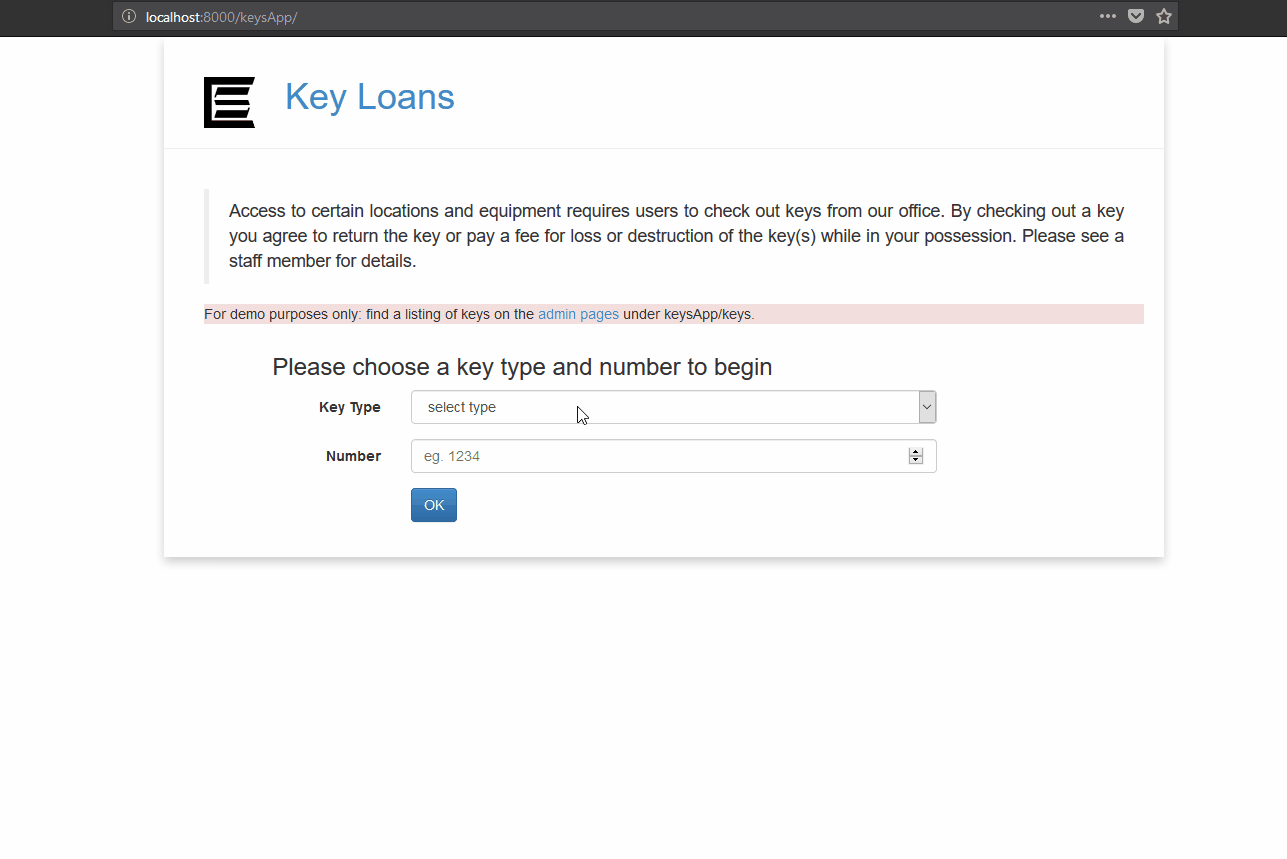 localhost:8000/keysApp/
Key Loans
Access to certain locations and equipment requires users to check out keys from our office. By checking out a key
you agree to return the key or pay a fee for loss or destruction of the key(s) while in your possession. Please see a
staff member for details.
For demo purposes only: find a listing of keys on the admin pages under keysApp/keys.
Please choose a key type and number to begin
Key Type
select type
Number
eg. 1234
OK